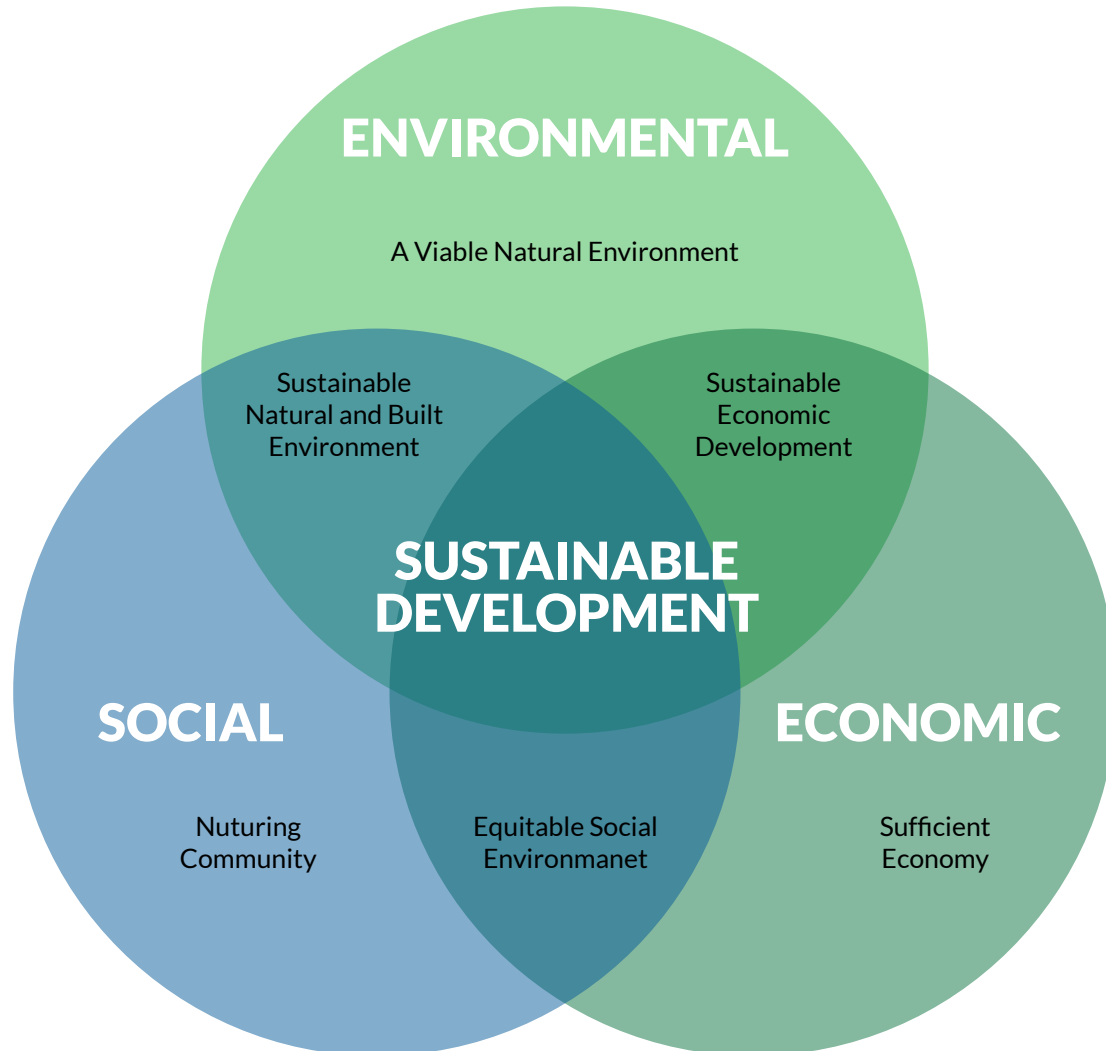 ENVIRONMENTAL
A Viable Natural Environment
Sustainable
Natural and Built
Environment
Sustainable
Economic
Development
SUSTAINABLE
DEVELOPMENT
SOCIAL
ECONOMIC
Nuturing
Community
Equitable Social
Environmanet
Sufficient
Economy